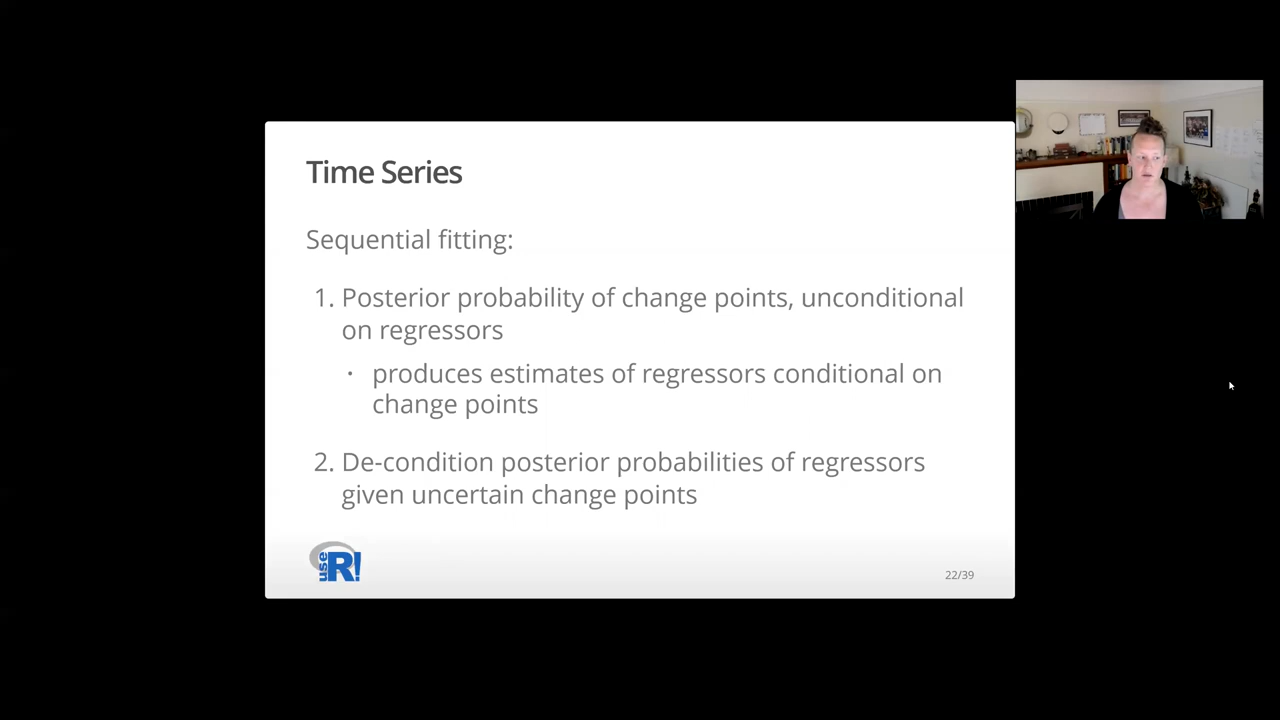 Time Series
Sequential fitting:
1. Posterior probability of change points, unconditional
on regressors
· produces estimates of regressors conditional on
change points
2. De-condition posterior probabilities of regressors
given uncertain change points
use R!
22/39